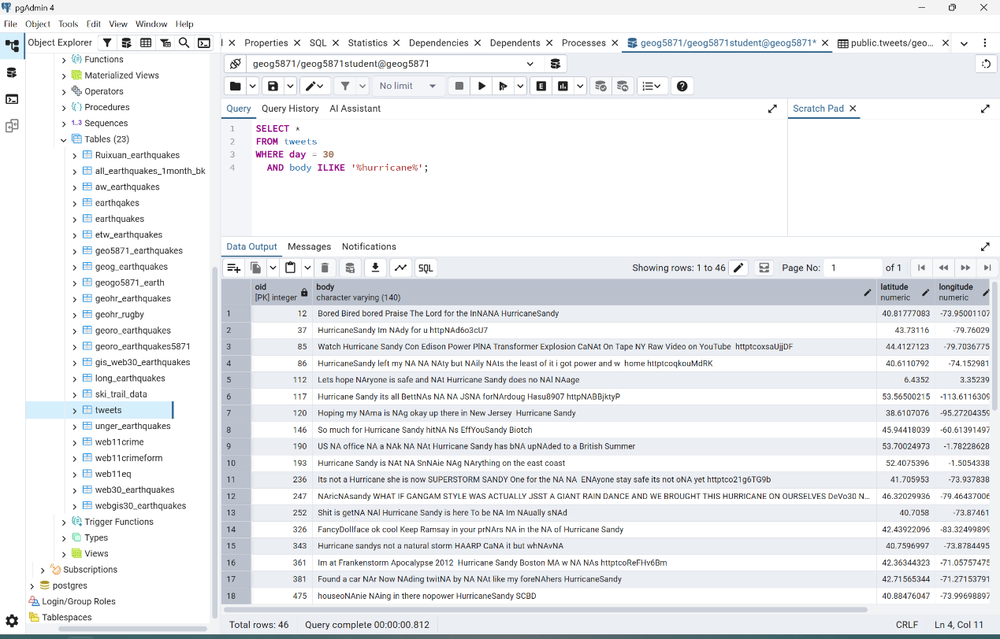 pgAdmin 4
File Object Tools Edit View Window Help
Object Explorer
Properties SQL Statistics Dependencies Dependents Processes geog5871/geog5871student@geog5871* public.tweets/geo...
geog5871/geog5871student@geog5871
No limit
Query Query History AI Assistant
Scratch Pad
1 SELECT *
2 FROM tweets
3 WHERE day = 30
4 AND body ILIKE '%hurricane%';
Functions
Materialized Views
Operators
Procedures
1..3 Sequences
Tables (23)
Ruixuan_earthquakes
all_earthquakes_1month_bk
aw_earthquakes
earthqakes
earthquakes
etw_earthquakes
geo5871_earthquakes
geog_earthquakes
geogo5871_earth
geohr_earthquakes
geohr_rugby
georo_earthquakes
georo_earthquakes5871
gis_web30_earthquakes
long_earthquakes
ski_trail_data
tweets
unger_earthquakes
web11crime
web11crimeform
web11eq
web30_earthquakes
webgis30_earthquakes
Trigger Functions
Types
Views
Subscriptions
postgres
Login/Group Roles
Tablespaces
Data Output Messages Notifications
SQL Showing rows: 1 to 46 Page No: 1 of 1
oid body latitude longitude
[PK] integer character varying (140) numeric numeric
1 12 Bored Bired bored Praise The Lord for the InNANA HurricaneSandy 40.81777083 -73.95001107
2 37 HurricaneSandy Im NAdy for u httpNAd6o3cU7 43.73116 -79.76029
3 85 Watch Hurricane Sandy Con Edison Power PlNA Transformer Explosion CaNAt On Tape NY Raw Video on YouTube httptcoxsaUjjDF 44.4127123 -79.7036775
4 86 HurricaneSandy left my NA NA NAty but NAily NAts the least of it i got power and w home httptcoqkouMdRK 40.6110792 -74.152981
5 112 Lets hope NAryone is safe and NAt Hurricane Sandy does no NAl NAage 6.4352 3.35239
6 117 Hurricane Sandy its all BettNAs NA NA JSNA forNArdoug Hasu8907 httpNABBjktyP 53.56500215 -113.6116309
7 120 Hoping my NAma is NAg okay up there in New Jersey Hurricane Sandy 38.6107076 -95.27204359
8 146 So much for Hurricane Sandy hitNA Ns EffYouSandy Biotch 45.94418039 -60.61391497
9 190 US NA office NA a NAk NA NAt Hurricane Sandy has bNA upNAded to a British Summer 53.70024973 -1.78228628
10 193 Hurricane Sandy is NAt NA SnNAie NAg NArything on the east coast 52.4075396 -1.5054338
11 236 Its not a Hurricane she is now SUPERSTORM SANDY One for the NA NA ENAyone stay safe its not oNA yet httptco21g6TG9b 41.705953 -73.937838
12 247 NAricNAsandy WHAT IF GANGAM STYLE WAS ACTUALLY JSST A GIANT RAIN DANCE AND WE BROUGHT THIS HURRICANE ON OURSELVES DeVo30 N... 46.32029936 -79.46437006
13 252 Shit is getNA NAl Hurricane Sandy is here To be NA Im NAually sNAd 40.7058 -73.87461
14 326 FancyDollface ok cool Keep Ramsay in your prNArs NA in the NA of Hurricane Sandy 42.43922096 -83.32499899
15 343 Hurricane sandys not a natural storm HAARP CaNA it but whNAvNA 40.7596997 -73.8784495
16 361 Im at Frankenstorm Apocalypse 2012 Hurricane Sandy Boston MA w NA NAs httptcoReFHv6Bm 42.36344323 -71.05757475
17 381 Found a car NAr Now NAding twitNA by NA NAt like my foreNAhers HurricaneSandy 42.71565344 -71.27153791
18 475 houseoNAnie NAing in there nopower HurricaneSandy SCBD 40.88476047 -73.99698897
Total rows: 46 Query complete 00:00:00.812 CRLF Ln 4, Col 11